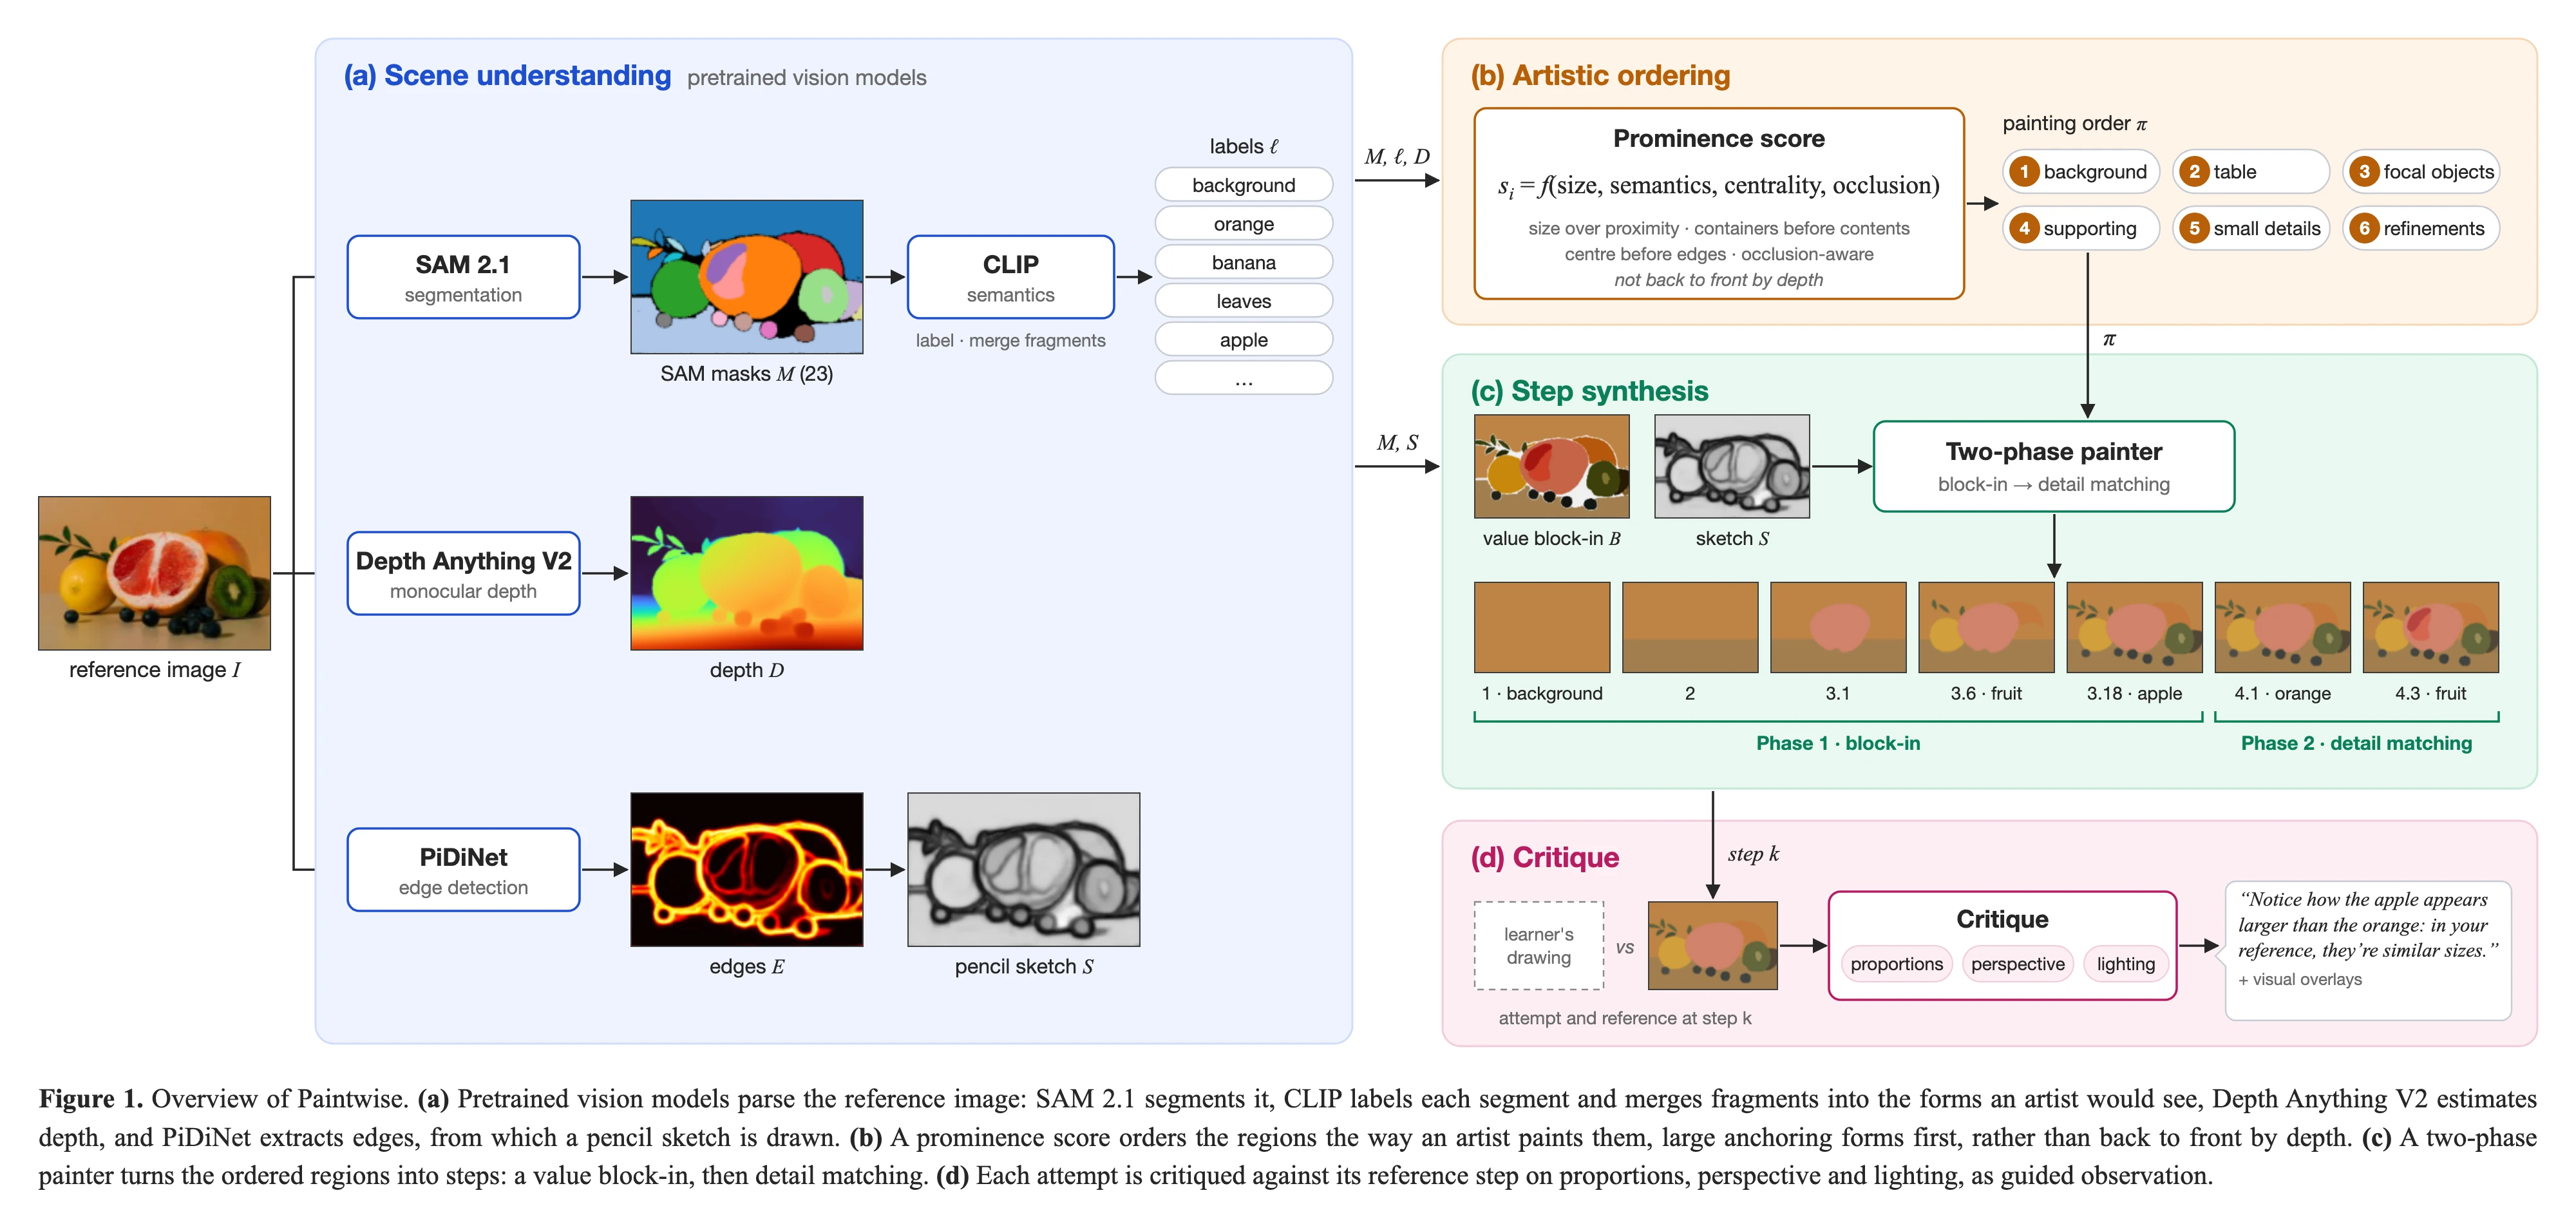 (a) Scene understanding pretrained vision models
SAM 2.1
segmentation
SAM masks M (23)
CLIP
semantics
label · merge fragments
labels ℓ
background
orange
banana
leaves
apple
...
reference image I
Depth Anything V2
monocular depth
depth D
PiDiNet
edge detection
edges E
pencil sketch S
M, ℓ, D
M, S
(b) Artistic ordering
Prominence score
s_i = f(size, semantics, centrality, occlusion)
size over proximity · containers before contents
centre before edges · occlusion-aware
not back to front by depth
painting order π
1 background
2 table
3 focal objects
4 supporting
5 small details
6 refinements
π
(c) Step synthesis
value block-in B
sketch S
Two-phase painter
block-in → detail matching
1 · background
2
3.1
3.6 · fruit
3.18 · apple
4.1 · orange
4.3 · fruit
Phase 1 · block-in
Phase 2 · detail matching
step k
(d) Critique
learner's
drawing
vs
attempt and reference at step k
Critique
proportions
perspective
lighting
“Notice how the apple appears
larger than the orange: in your
reference, they’re similar sizes.”
+ visual overlays
Figure 1. Overview of Paintwise. (a) Pretrained vision models parse the reference image: SAM 2.1 segments it, CLIP labels each segment and merges fragments into the forms an artist would see, Depth Anything V2 estimates
depth, and PiDiNet extracts edges, from which a pencil sketch is drawn. (b) A prominence score orders the regions the way an artist paints them, large anchoring forms first, rather than back to front by depth. (c) A two-phase
painter turns the ordered regions into steps: a value block-in, then detail matching. (d) Each attempt is critiqued against its reference step on proportions, perspective and lighting, as guided observation.